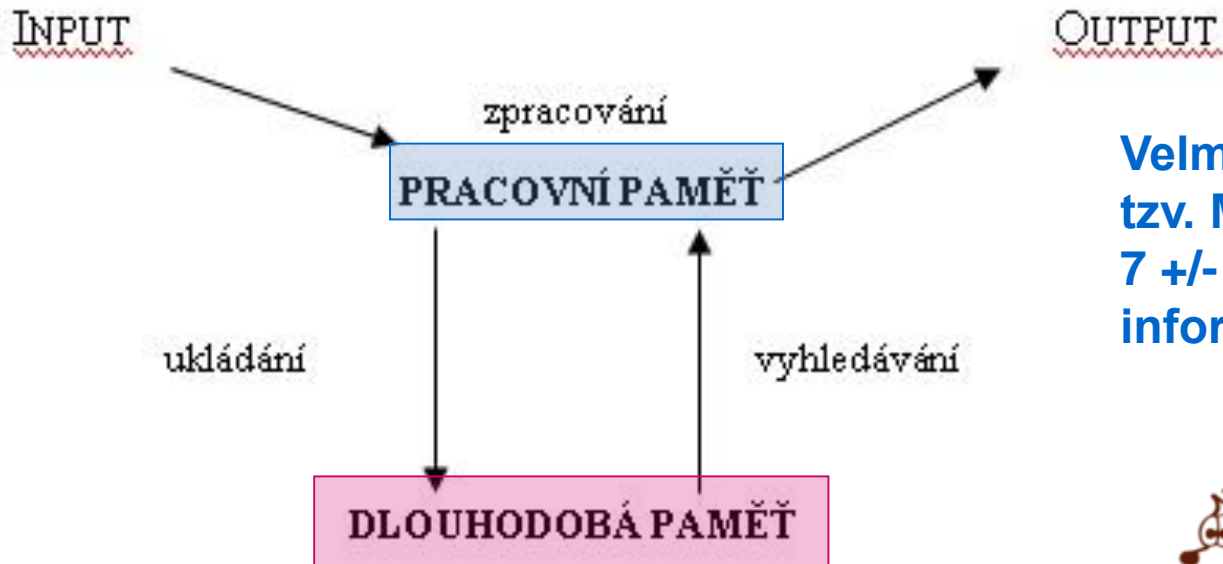 INPUT
OUTPUT
zpracování
PRACOVNÍ PAMĚŤ
Velm
tzv. M
7 +/-
infor
ukládání
vyhledávání
DLOUHODOBÁ PAMĚŤ